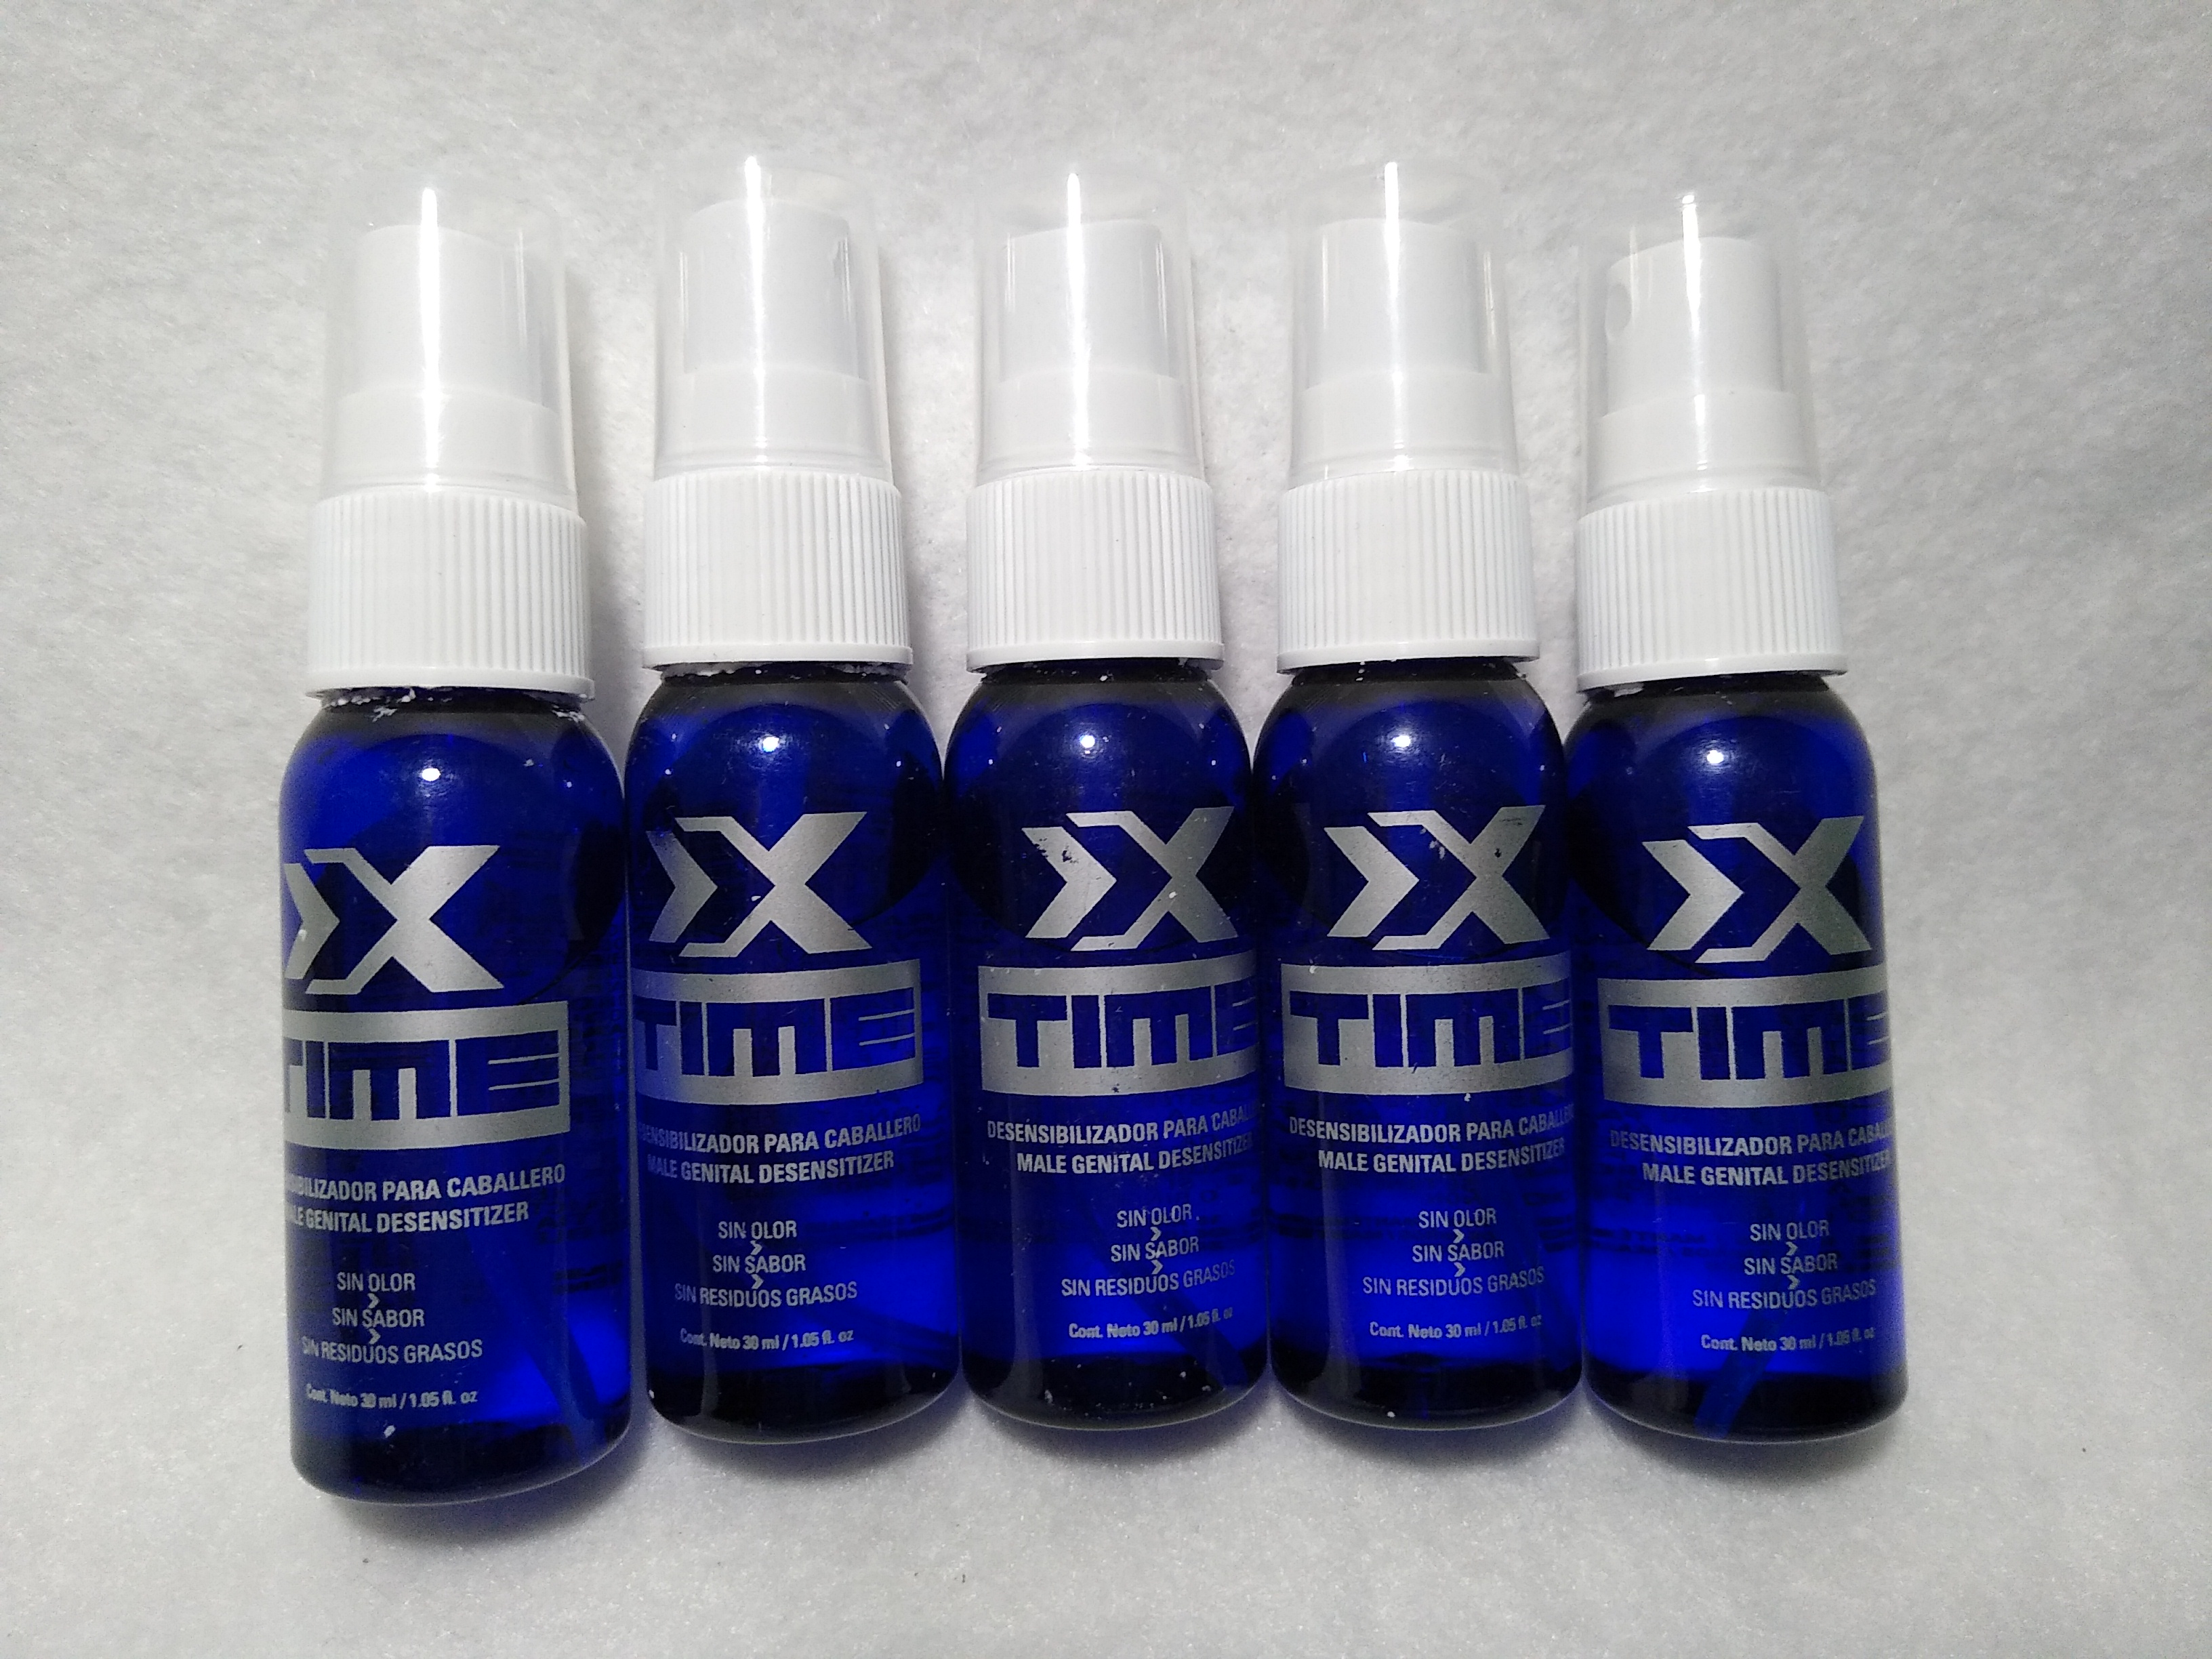 X
TIME
PARA CABALLERO
GENITAL DESENSITIZER
SIN OLOR
SIN SABOR
SIN RESIDUOS GRASOS
Cont. Neto 30 ml / 1.05 fl. oz
X
TIME
PARA CABALLERO
MALE GENITAL DESENSITIZER
SIN OLOR
SIN SABOR
SIN RESIDUOS GRASOS
Cont. Neto 30 ml / 1.05 fl. oz
X
TIME
DESENSIBILIZADOR PARA
MALE GENITAL DESENSITIZER
SIN OLOR
SIN SABOR
SIN RESIDUOS GRASOS
Cont. Neto 30 ml / 1.05 fl. oz
X
TIME
DESENSIBILIZADOR PARA
MALE GENITAL DESENSITIZER
SIN OLOR
SIN SABOR
SIN RESIDUOS GRASOS
Cont. Neto 30 ml / 1.05 fl. oz
X
TIME
DESENSIBILIZADOR PARA
MALE GENITAL DESENSITIZER
SIN OLOR
SIN SABOR
SIN RESIDUOS GRASOS
Cont. Neto 30 ml / 1.05 fl. oz